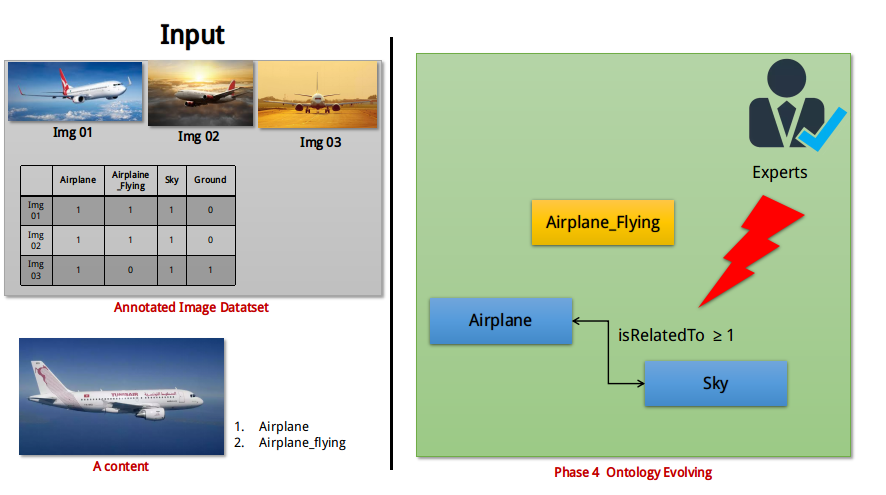 Input
Img 01
Img 02
Img 03
Airplane
Airplaine
_Flying
Sky
Ground
Img
01
1
1
1
0
Img
02
1
1
1
0
Img
03
1
0
1
1
Annotated Image Datatset
TUNISAIR
1. Airplane
2. Airplane_flying
A content
Experts
Airplane_Flying
Airplane
isRelatedTo ≥ 1
Sky
Phase 4 Ontology Evolving